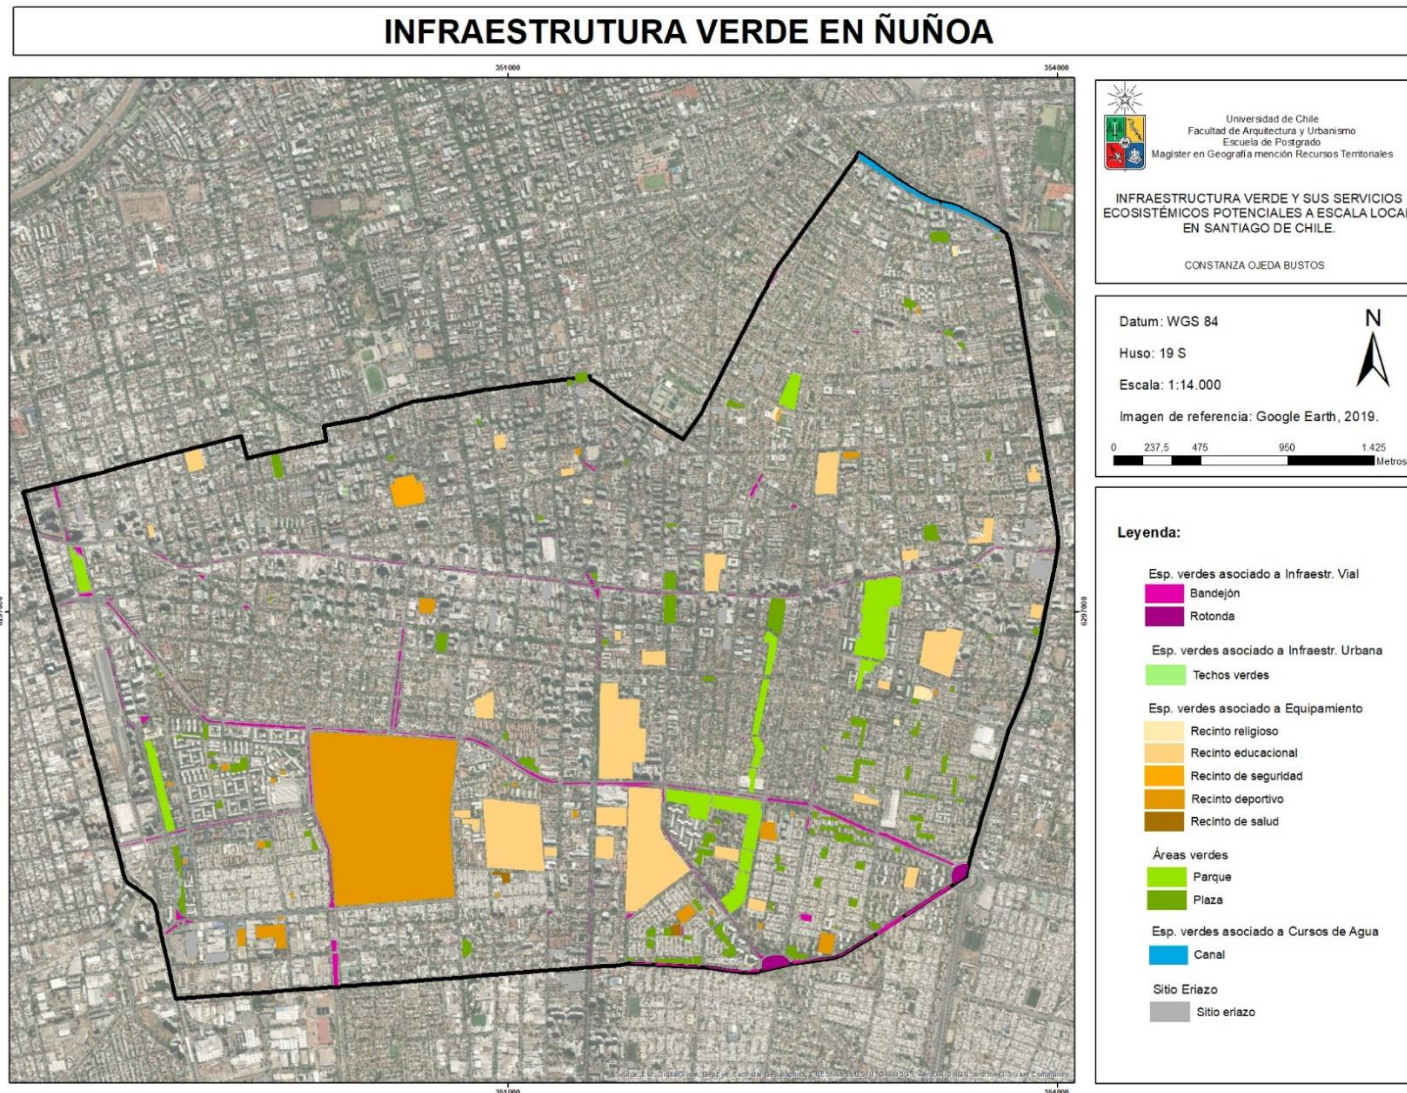 INFRAESTRUTURA VERDE EN ÑUÑOA
351000
354000
Universidad de Chile
Facultad de Arquitectura y Urbanismo
Escuela de Postgrado
Magíster en Geografía mención Recursos Territoriales
INFRAESTRUCTURA VERDE Y SUS SERVICIOS
ECOSISTÉMICOS POTENCIALES A ESCALA LOCAL
EN SANTIAGO DE CHILE.
CONSTANZA OJEDA BUSTOS
Datum: WGS 84
N
Huso: 19 S
Escala: 1:14.000
Imagen de referencia: Google Earth, 2019.
0 237,5 475 950 1.425
Metros
Leyenda:
Esp. verdes asociado a Infraestr. Vial
Bandejón
Rotonda
Esp. verdes asociado a Infraestr. Urbana
Techos verdes
Esp. verdes asociado a Equipamiento
Recinto religioso
Recinto educacional
Recinto de seguridad
Recinto deportivo
Recinto de salud
Áreas verdes
Parque
Plaza
Esp. verdes asociado a Cursos de Agua
Canal
Sitio Eriazo
Sitio eriazo
6297000
6297000
351000
354000